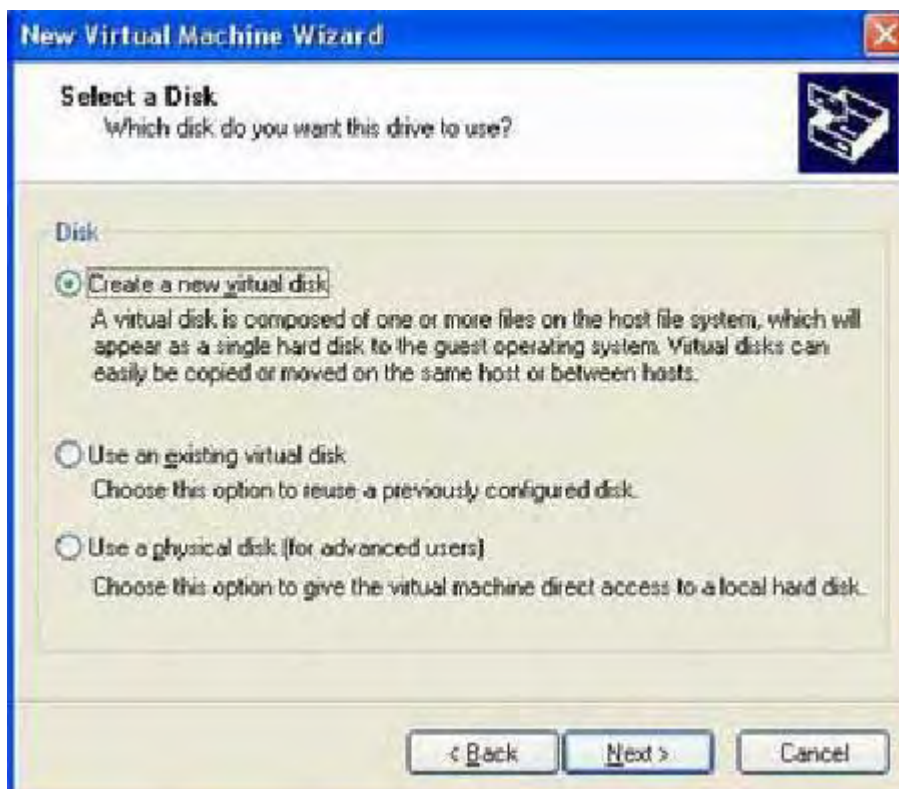 New Virtual Machine Wizard
Select a Disk
Which disk do you want this drive to use?
Disk
Create a new virtual disk
A virtual disk is composed of one or more files on the host file system, which will
appear as a single hard disk to the guest operating system. Virtual disks can
easily be copied or moved on the same host or between hosts.
Use an existing virtual disk
Choose this option to reuse a previously configured disk.
Use a physical disk (for advanced users)
Choose this option to give the virtual machine direct access to a local hard disk.
< Back Next > Cancel